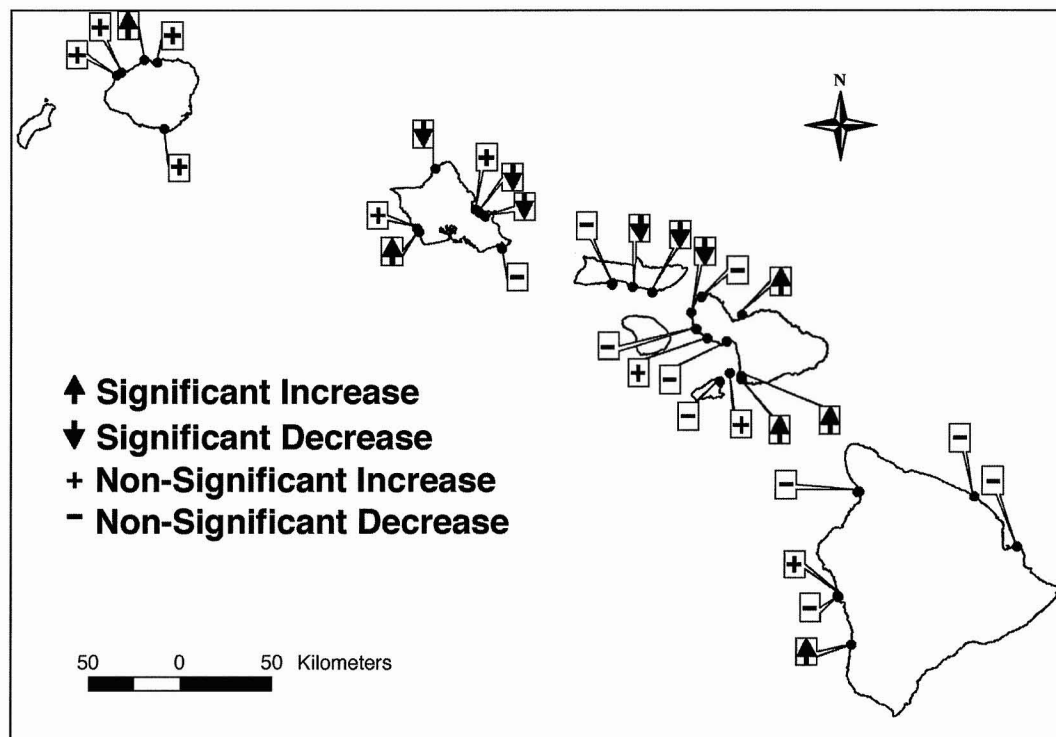 N
Significant Increase
Significant Decrease
+ Non-Significant Increase
- Non-Significant Decrease
50 0 50 Kilometers